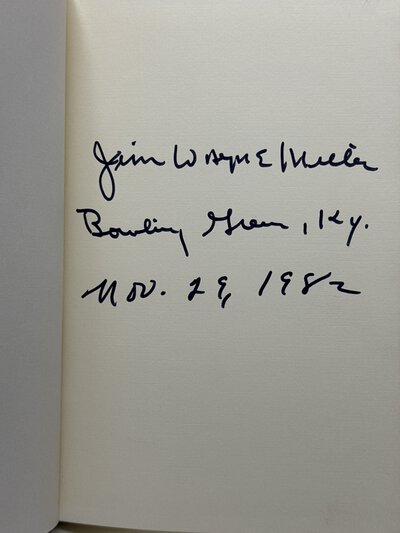 Jim Wayne Miller
Bowling Green, Ky.
Nov. 29, 1982